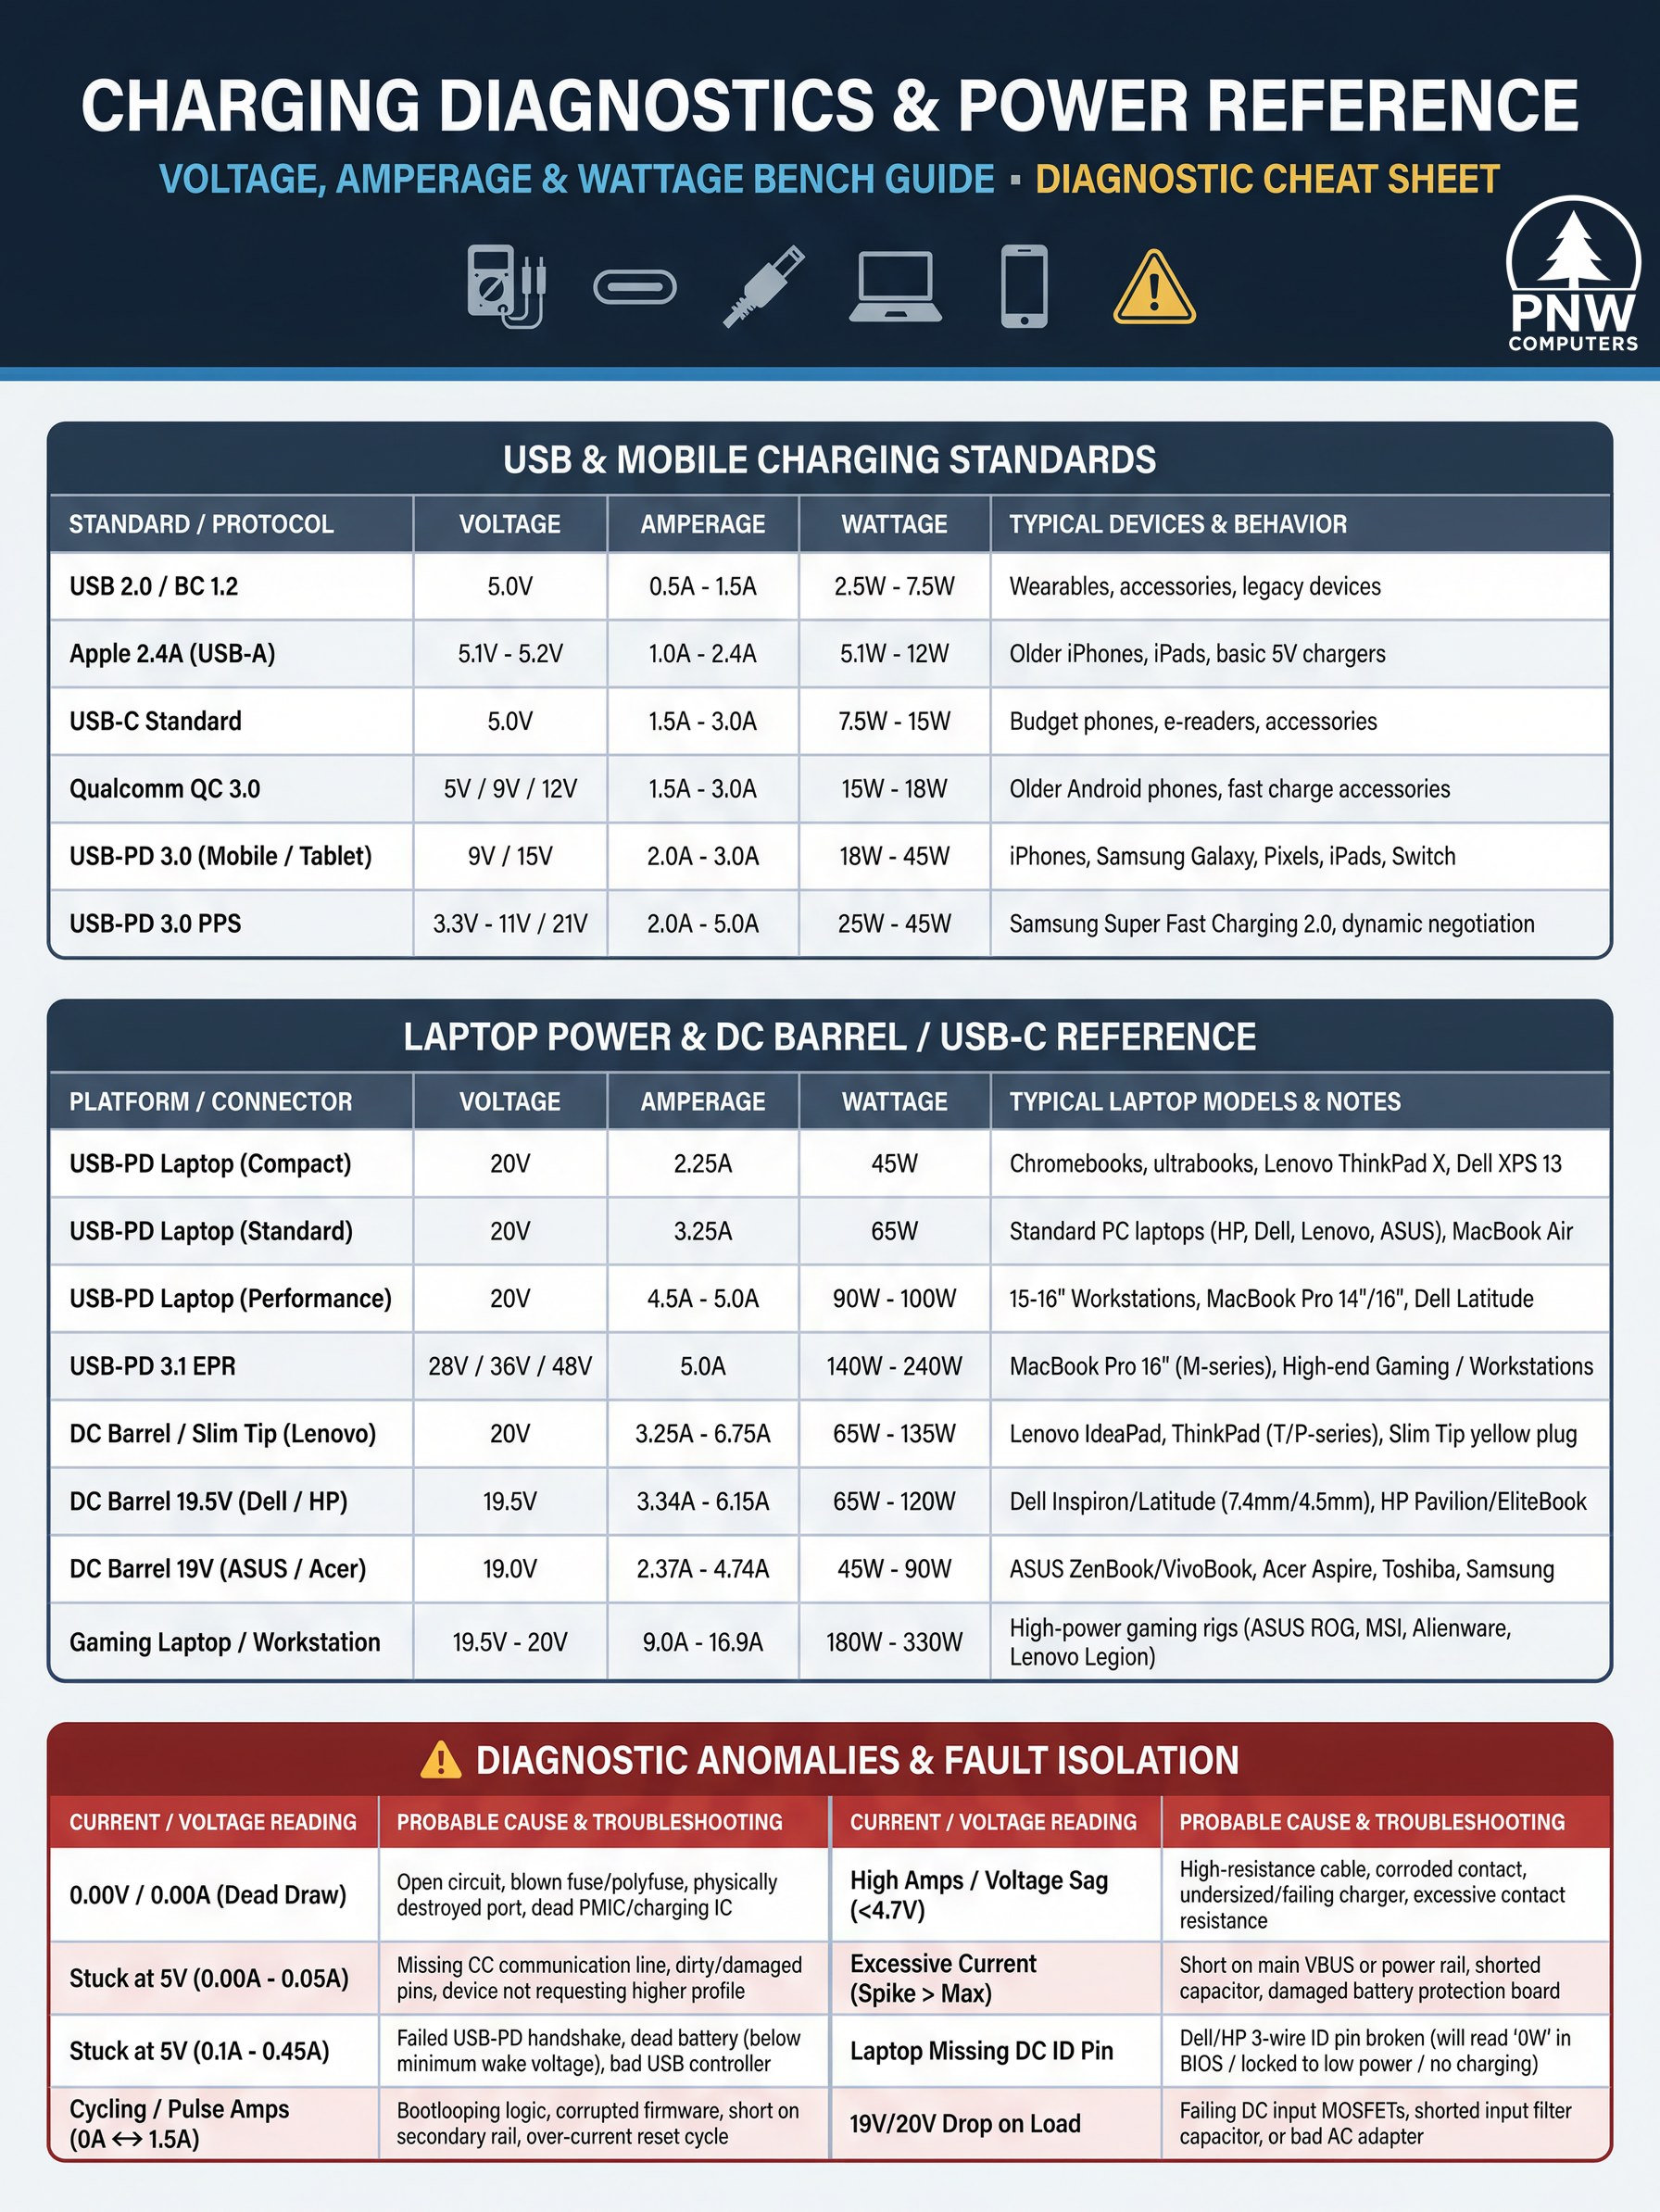 CHARGING DIAGNOSTICS & POWER REFERENCE
VOLTAGE, AMPERAGE & WATTAGE BENCH GUIDE ▪ DIAGNOSTIC CHEAT SHEET
PNW
COMPUTERS
USB & MOBILE CHARGING STANDARDS
STANDARD / PROTOCOL VOLTAGE AMPERAGE WATTAGE TYPICAL DEVICES & BEHAVIOR
USB 2.0 / BC 1.2 5.0V 0.5A - 1.5A 2.5W - 7.5W Wearables, accessories, legacy devices
Apple 2.4A (USB-A) 5.1V - 5.2V 1.0A - 2.4A 5.1W - 12W Older iPhones, iPads, basic 5V chargers
USB-C Standard 5.0V 1.5A - 3.0A 7.5W - 15W Budget phones, e-readers, accessories
Qualcomm QC 3.0 5V / 9V / 12V 1.5A - 3.0A 15W - 18W Older Android phones, fast charge accessories
USB-PD 3.0 (Mobile / Tablet) 9V / 15V 2.0A - 3.0A 18W - 45W iPhones, Samsung Galaxy, Pixels, iPads, Switch
USB-PD 3.0 PPS 3.3V - 11V / 21V 2.0A - 5.0A 25W - 45W Samsung Super Fast Charging 2.0, dynamic negotiation
LAPTOP POWER & DC BARREL / USB-C REFERENCE
PLATFORM / CONNECTOR VOLTAGE AMPERAGE WATTAGE TYPICAL LAPTOP MODELS & NOTES
USB-PD Laptop (Compact) 20V 2.25A 45W Chromebooks, ultrabooks, Lenovo ThinkPad X, Dell XPS 13
USB-PD Laptop (Standard) 20V 3.25A 65W Standard PC laptops (HP, Dell, Lenovo, ASUS), MacBook Air
USB-PD Laptop (Performance) 20V 4.5A - 5.0A 90W - 100W 15-16" Workstations, MacBook Pro 14"/16", Dell Latitude
USB-PD 3.1 EPR 28V / 36V / 48V 5.0A 140W - 240W MacBook Pro 16" (M-series), High-end Gaming / Workstations
DC Barrel / Slim Tip (Lenovo) 20V 3.25A - 6.75A 65W - 135W Lenovo IdeaPad, ThinkPad (T/P-series), Slim Tip yellow plug
DC Barrel 19.5V (Dell / HP) 19.5V 3.34A - 6.15A 65W - 120W Dell Inspiron/Latitude (7.4mm/4.5mm), HP Pavilion/EliteBook
DC Barrel 19V (ASUS / Acer) 19.0V 2.37A - 4.74A 45W - 90W ASUS ZenBook/VivoBook, Acer Aspire, Toshiba, Samsung
Gaming Laptop / Workstation 19.5V - 20V 9.0A - 16.9A 180W - 330W High-power gaming rigs (ASUS ROG, MSI, Alienware,
Lenovo Legion)
DIAGNOSTIC ANOMALIES & FAULT ISOLATION
CURRENT / VOLTAGE READING PROBABLE CAUSE & TROUBLESHOOTING CURRENT / VOLTAGE READING PROBABLE CAUSE & TROUBLESHOOTING
0.00V / 0.00A (Dead Draw)
Open circuit, blown fuse/polyfuse, physically
destroyed port, dead PMIC/charging IC
High Amps / Voltage Sag
(<4.7V)
High-resistance cable, corroded contact,
undersized/failing charger, excessive contact
resistance
Stuck at 5V (0.00A - 0.05A)
Missing CC communication line, dirty/damaged
pins, device not requesting higher profile
Excessive Current
(Spike > Max)
Short on main VBUS or power rail, shorted
capacitor, damaged battery protection board
Stuck at 5V (0.1A - 0.45A)
Failed USB-PD handshake, dead battery (below
minimum wake voltage), bad USB controller
Laptop Missing DC ID Pin
Dell/HP 3-wire ID pin broken (will read '0W' in
BIOS / locked to low power / no charging)
Cycling / Pulse Amps
(0A ↔ 1.5A)
Bootlooping logic, corrupted firmware, short on
secondary rail, over-current reset cycle
19V/20V Drop on Load
Failing DC input MOSFETs, shorted input filter
capacitor, or bad AC adapter